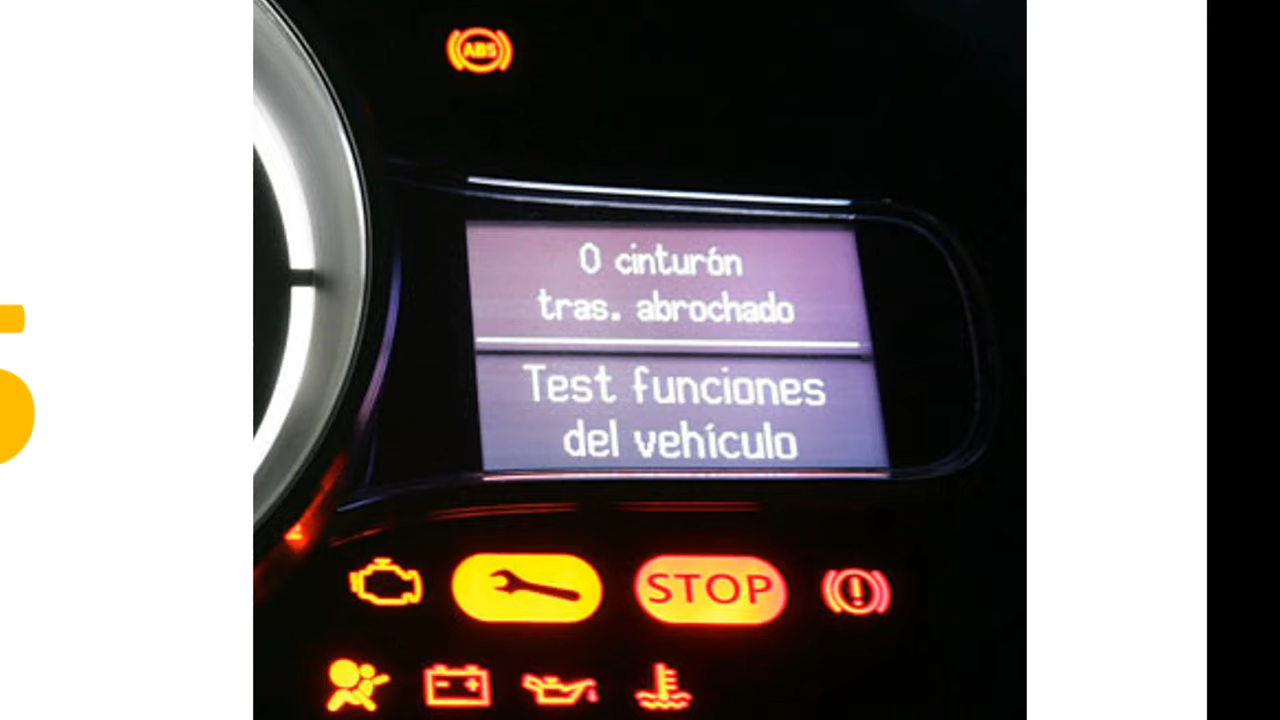 ABS
0 cinturón
tras. abrochado
Test funciones
del vehículo
STOP